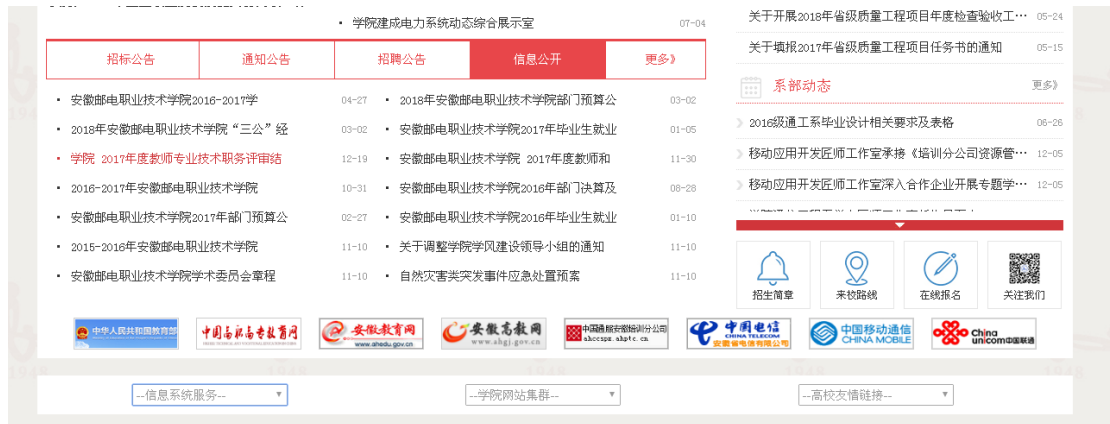 学院建成电力系统动态综合展示室 07-04
招标公告 通知公告 招聘公告 信息公开 更多》
安徽邮电职业技术学院2016-2017学 04-27
2018年安徽邮电职业技术学院部门预算公 03-02
2018年安徽邮电职业技术学院“三公”经 03-02
安徽邮电职业技术学院2017年毕业生就业 01-05
学院 2017年度教师专业技术职务评审结 12-19
安徽邮电职业技术学院 2017年度教师和 11-30
2016-2017年安徽邮电职业技术学院 10-31
安徽邮电职业技术学院2016年部门决算及 08-28
安徽邮电职业技术学院2017年部门预算公 02-27
安徽邮电职业技术学院2016年毕业生就业 01-10
2015-2016年安徽邮电职业技术学院 11-10
关于调整学院学风建设领导小组的通知 11-10
安徽邮电职业技术学院学术委员会章程 11-10
自然灾害类突发事件应急处置预案 11-10
关于开展2018年省级质量工程项目年度检查验收工… 05-24
关于填报2017年省级质量工程项目任务书的通知 05-15
系部动态 更多》
2016级通工系毕业设计相关要求及表格 06-26
移动应用开发匠师工作室承接《培训分公司资源管… 12-05
移动应用开发匠师工作室深入合作企业开展专题学… 12-05
招生简章 来校路线 在线报名 关注我们
中华人民共和国教育部
中国高职高专教育网
安徽教育网
www.ahedu.gov.cn
安徽高教网
www.ahgj.gov.cn
中国通服安徽培训分公司
ahccspx.ahptc.cn
中国电信
CHINA TELECOM
安徽省电信有限公司
中国移动通信
CHINA MOBILE
China
unicom中国联通
1948 1948 1948 1948
--信息系统服务-- --学院网站集群-- --高校友情链接--